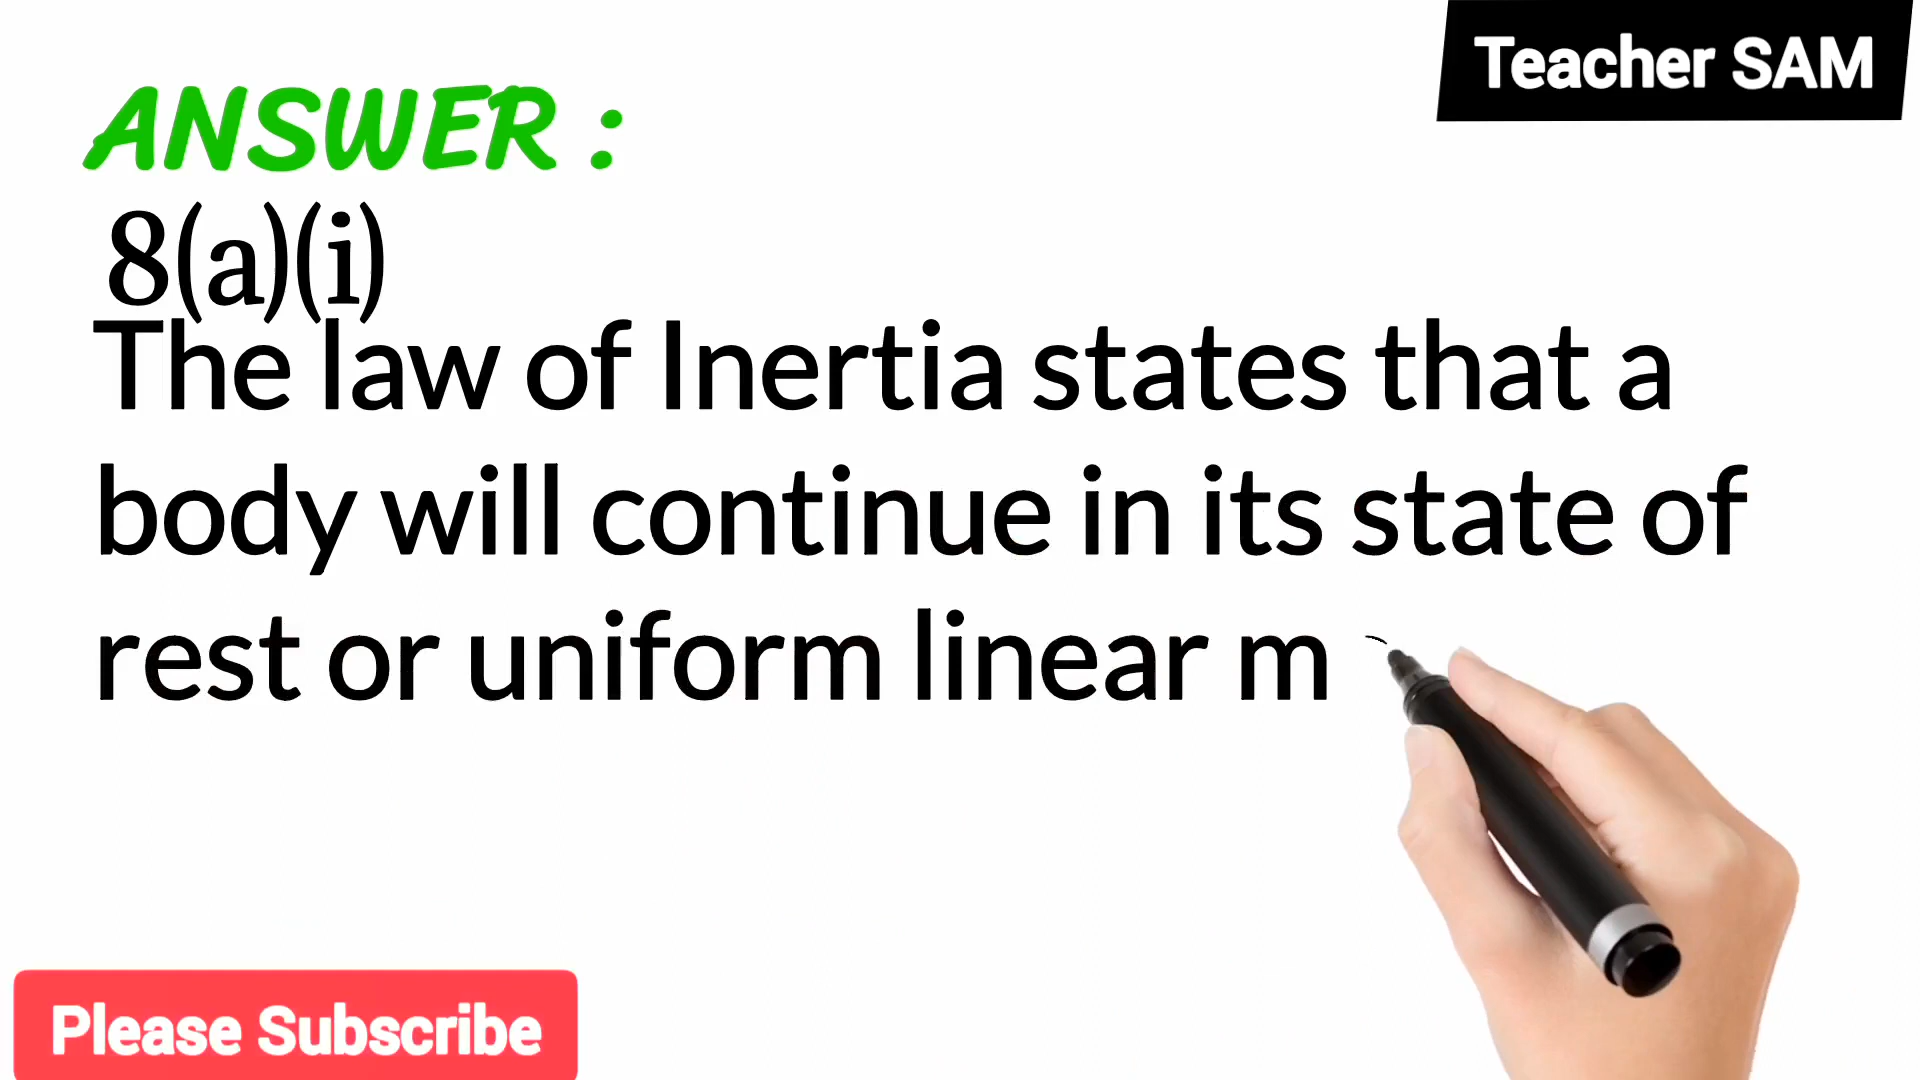 Teacher SAM
ANSWER :
8(a)(i)
The law of Inertia states that a
body will continue in its state of
rest or uniform linear m
Please Subscribe